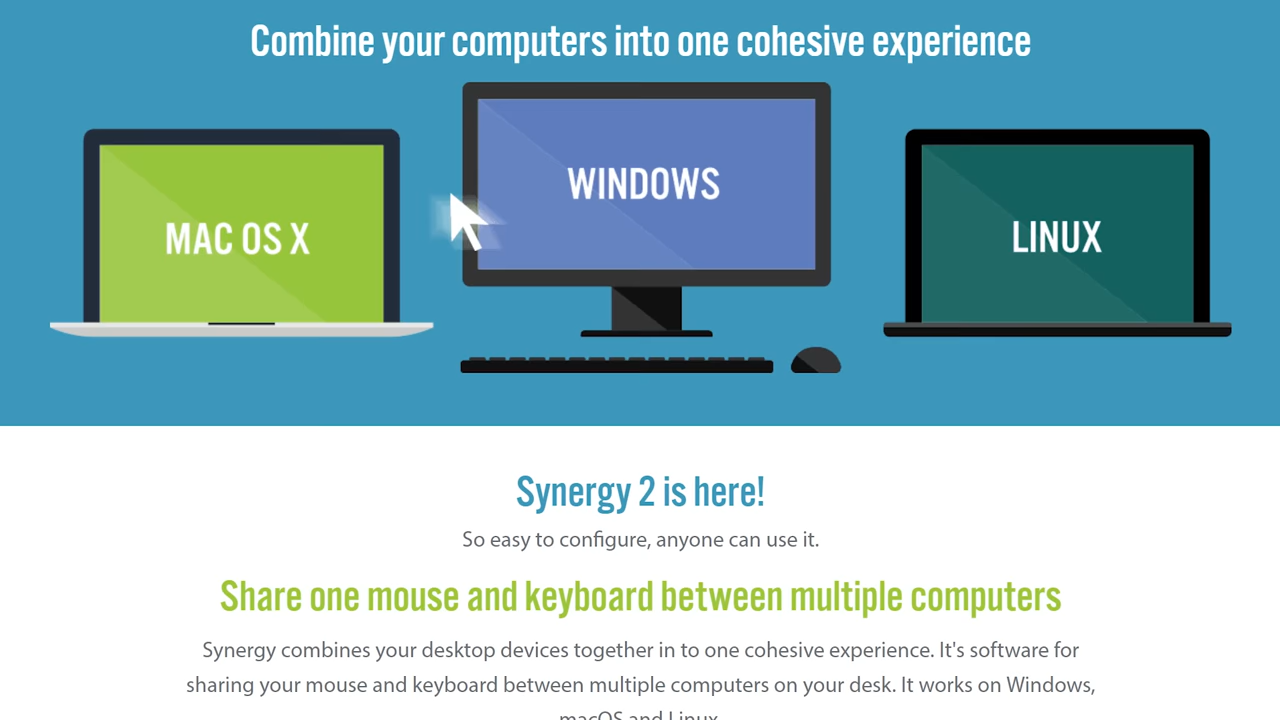 Combine your computers into one cohesive experience
WINDOWS
MAC OS X
LINUX
Synergy 2 is here!
So easy to configure, anyone can use it.
Share one mouse and keyboard between multiple computers
Synergy combines your desktop devices together in to one cohesive experience. It's software for
sharing your mouse and keyboard between multiple computers on your desk. It works on Windows,
macOS and Linux.